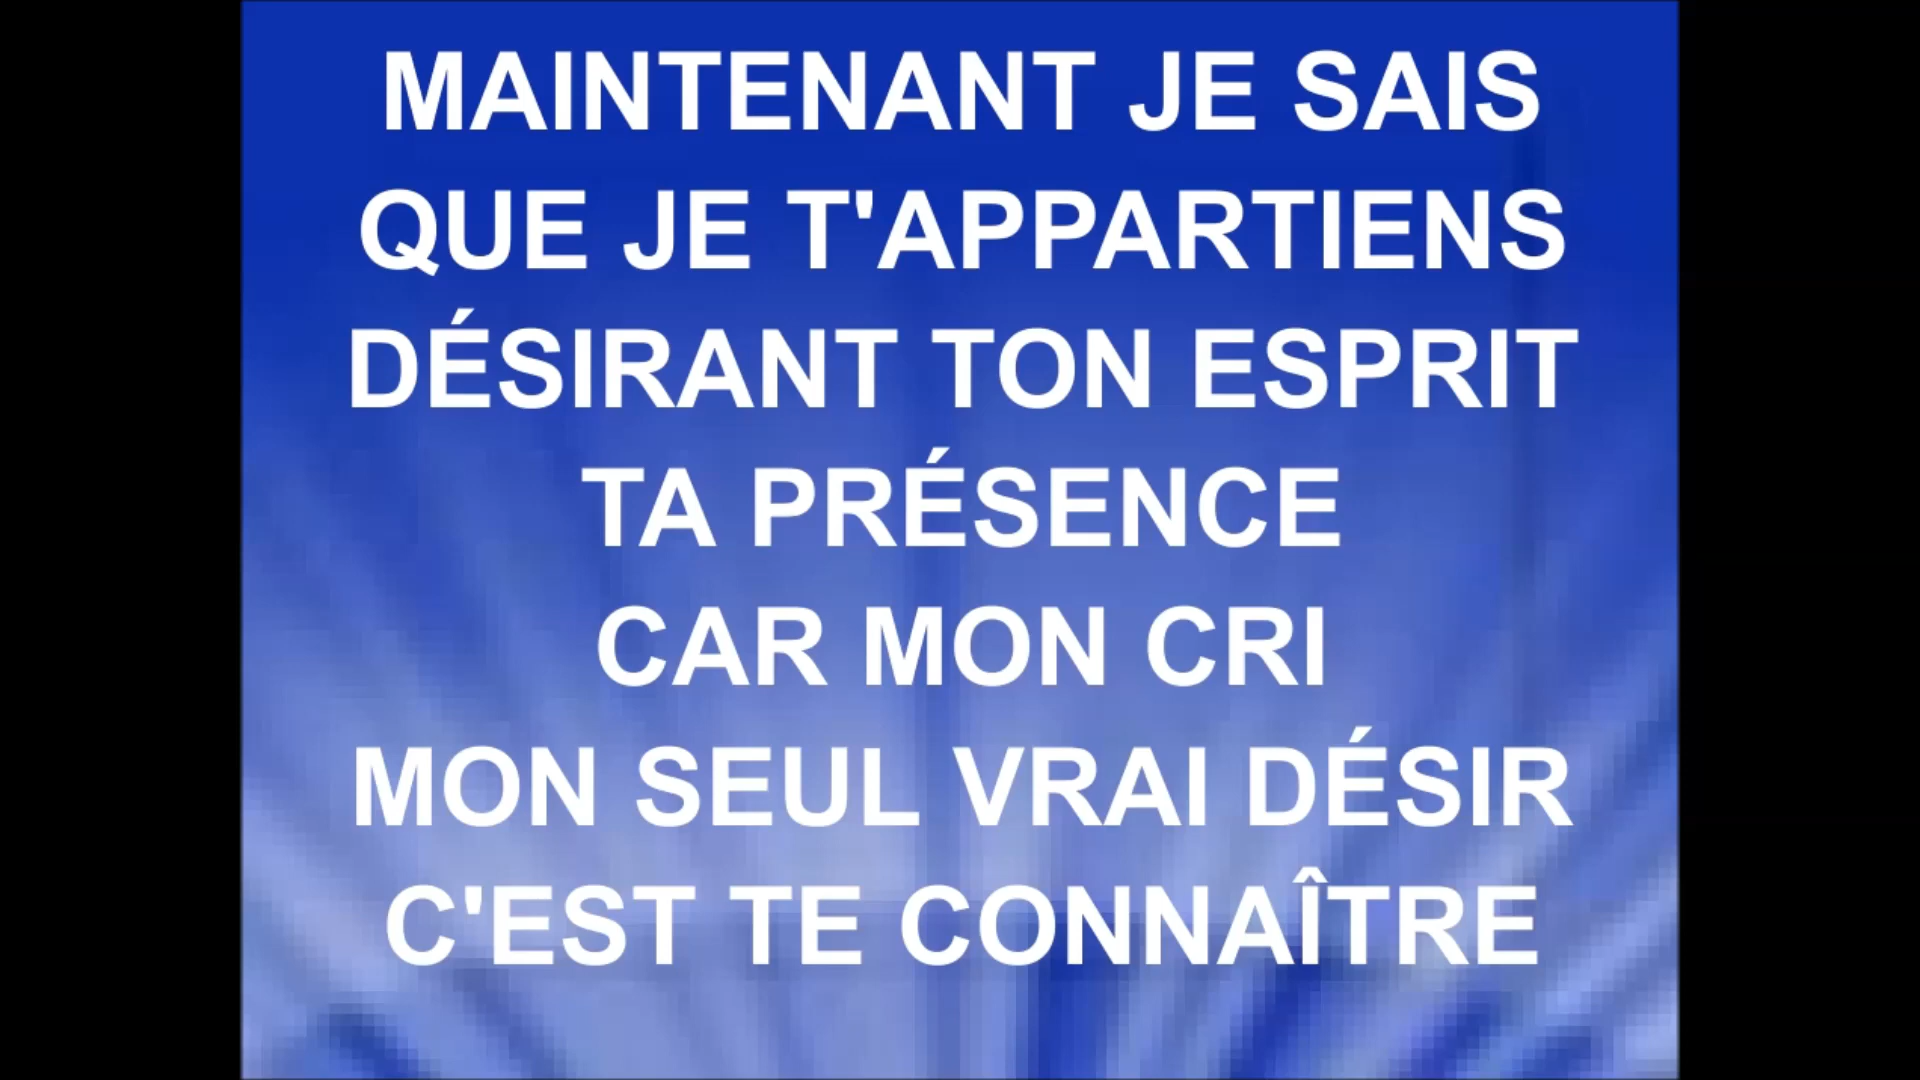 MAINTENANT JE SAIS
QUE JE T'APPARTIENS
DÉSIRANT TON ESPRIT
TA PRÉSENCE
CAR MON CRI
MON SEUL VRAI DÉSIR
C'EST TE CONNAÎTRE